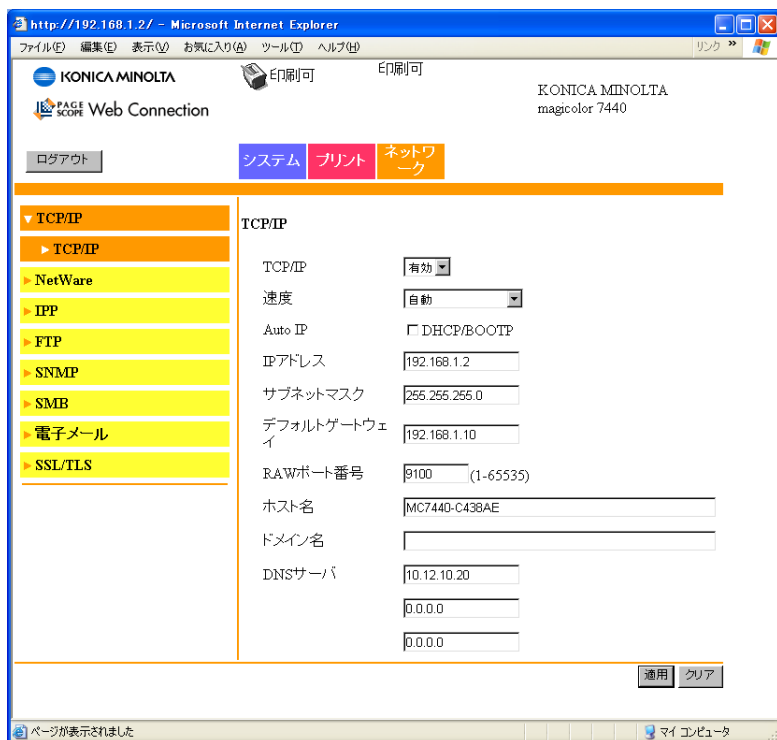 http://192.168.1.2/ - Microsoft Internet Explorer
ファイル(F) 編集(E) 表示(V) お気に入り(A) ツール(T) ヘルプ(H) リンク »
KONICA MINOLTA
印刷可
印刷可
KONICA MINOLTA
magicolor 7440
PAGE SCOPE Web Connection
ログアウト
システム
プリント
ネットワ
ーク
TCP/IP
TCP/IP
NetWare
IPP
FTP
SNMP
SMB
電子メール
SSL/TLS
TCP/IP
TCP/IP 有効
速度 自動
Auto IP DHCP/BOOTP
IPアドレス 192.168.1.2
サブネットマスク 255.255.255.0
デフォルトゲートウェ
イ 192.168.1.10
RAWポート番号 9100 (1-65535)
ホスト名 MC7440-C438AE
ドメイン名
DNSサーバ 10.12.10.20
0.0.0.0
0.0.0.0
適用 クリア
ページが表示されました マイ コンピュータ